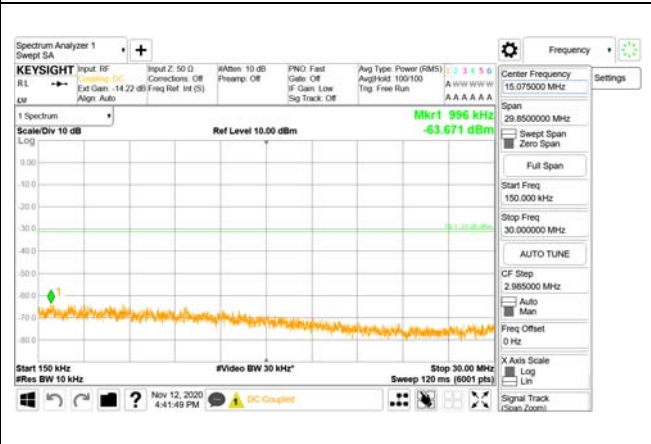 Spectrum Analyzer 1
Swept SA
+
Frequency
KEYSIGHT
RL
Input: RF
Coupling: DC
Ext Gain: -14.22 dB
Align: Auto
Input Z: 50 Ω
Corrections: Off
Freq Ref: Int (S)
#Atten: 10 dB
Preamp: Off
PNO: Fast
Gate: Off
IF Gain: Low
Sig Track: Off
Avg Type: Power (RMS)
Avg|Hold: 100/100
Trig: Free Run
1 2 3 4 5 6
A W W W W W
A A A A A A
Center Frequency
15.075000 MHz
Settings
1 Spectrum
Mkr1 996 kHz
Scale/Div 10 dB
Ref Level 10.00 dBm
-63.671 dBm
Log
0.00
-10.0
-20.0
-30.0
-40.0
-50.0
-60.0
-70.0
-80.0
1
Span
29.8500000 MHz
Swept Span
Zero Span
Full Span
Start Freq
150.000 kHz
Stop Freq
30.000000 MHz
AUTO TUNE
CF Step
2.985000 MHz
Auto
Man
Freq Offset
0 Hz
X Axis Scale
Log
Lin
Signal Track
(Span Zoom)
Start 150 kHz
#Video BW 30 kHz*
Stop 30.00 MHz
#Res BW 10 kHz
Sweep 120 ms (6001 pts)
?
Nov 12, 2020
4:41:49 PM
1
DC Coupled